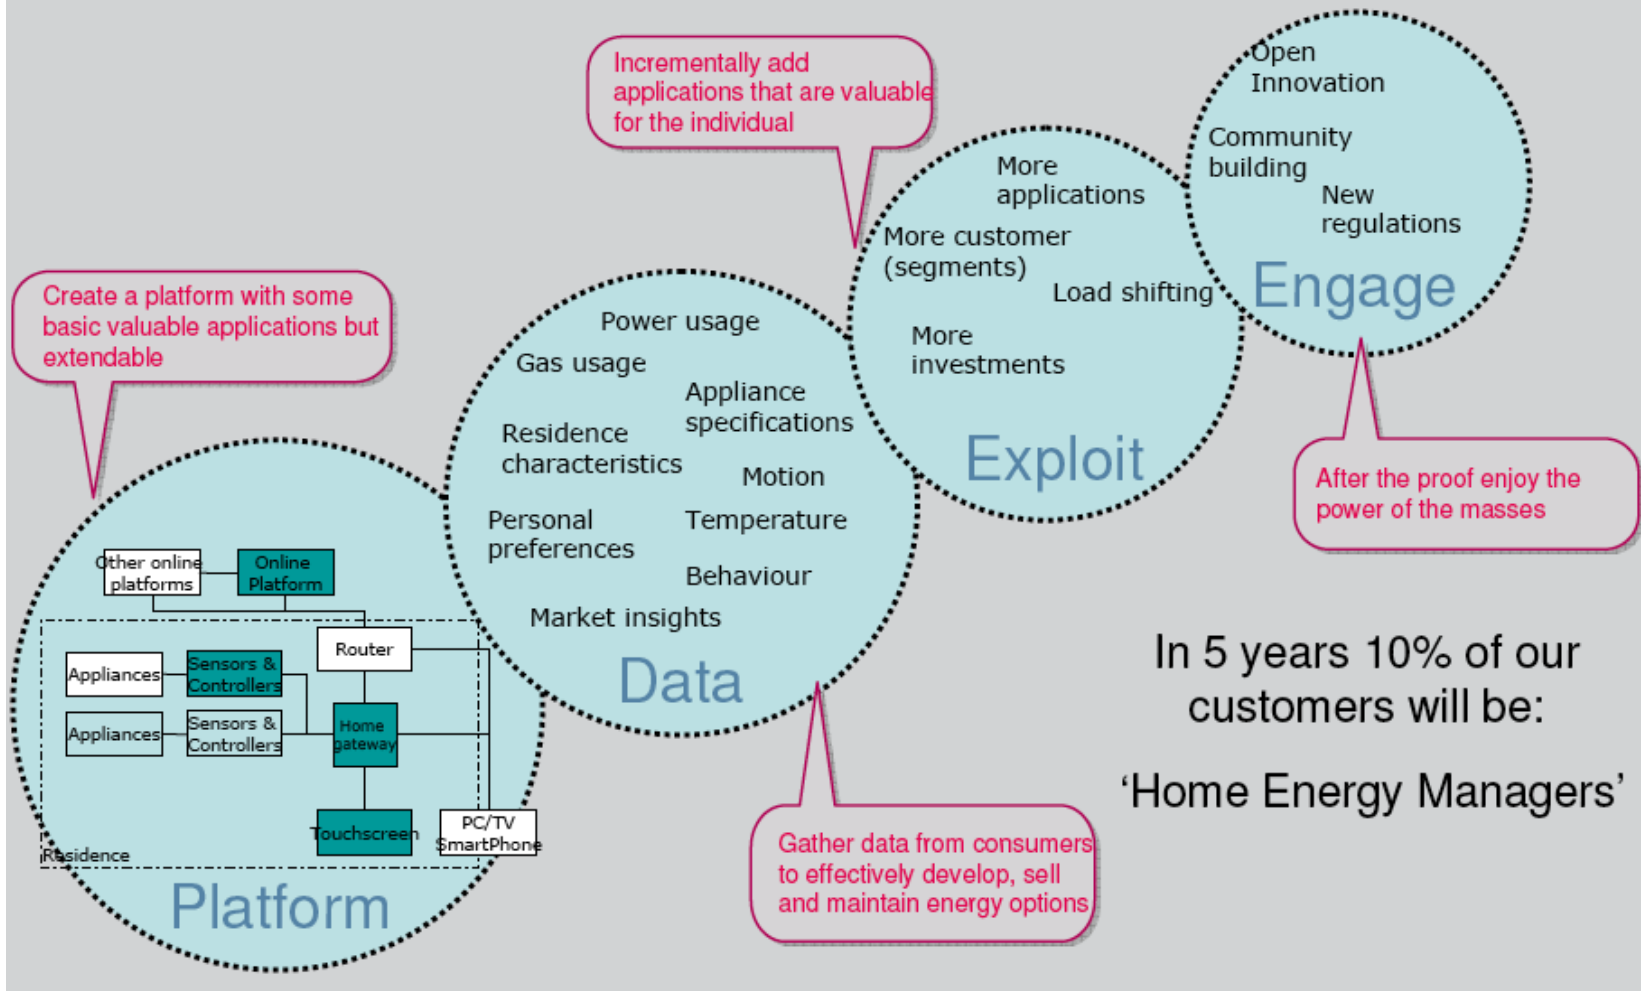 Incrementally add
applications that are valuable
for the individual
Open
Innovation
Community
building
New
regulations
Engage
More
applications
More customer
(segments)
Load shifting
More
investments
Exploit
Create a platform with some
basic valuable applications but
extendable
Power usage
Gas usage
Appliance
specifications
Residence
characteristics
Motion
Personal
preferences
Temperature
Behaviour
Market insights
Data
After the proof enjoy the
power of the masses
Other online
platforms
Online
Platform
Router
Appliances
Sensors &
Controllers
Appliances
Sensors &
Controllers
Home
gateway
Touchscreen
PC/TV
SmartPhone
Residence
Platform
Gather data from consumers
to effectively develop, sell
and maintain energy options
In 5 years 10% of our
customers will be:
‘Home Energy Managers’